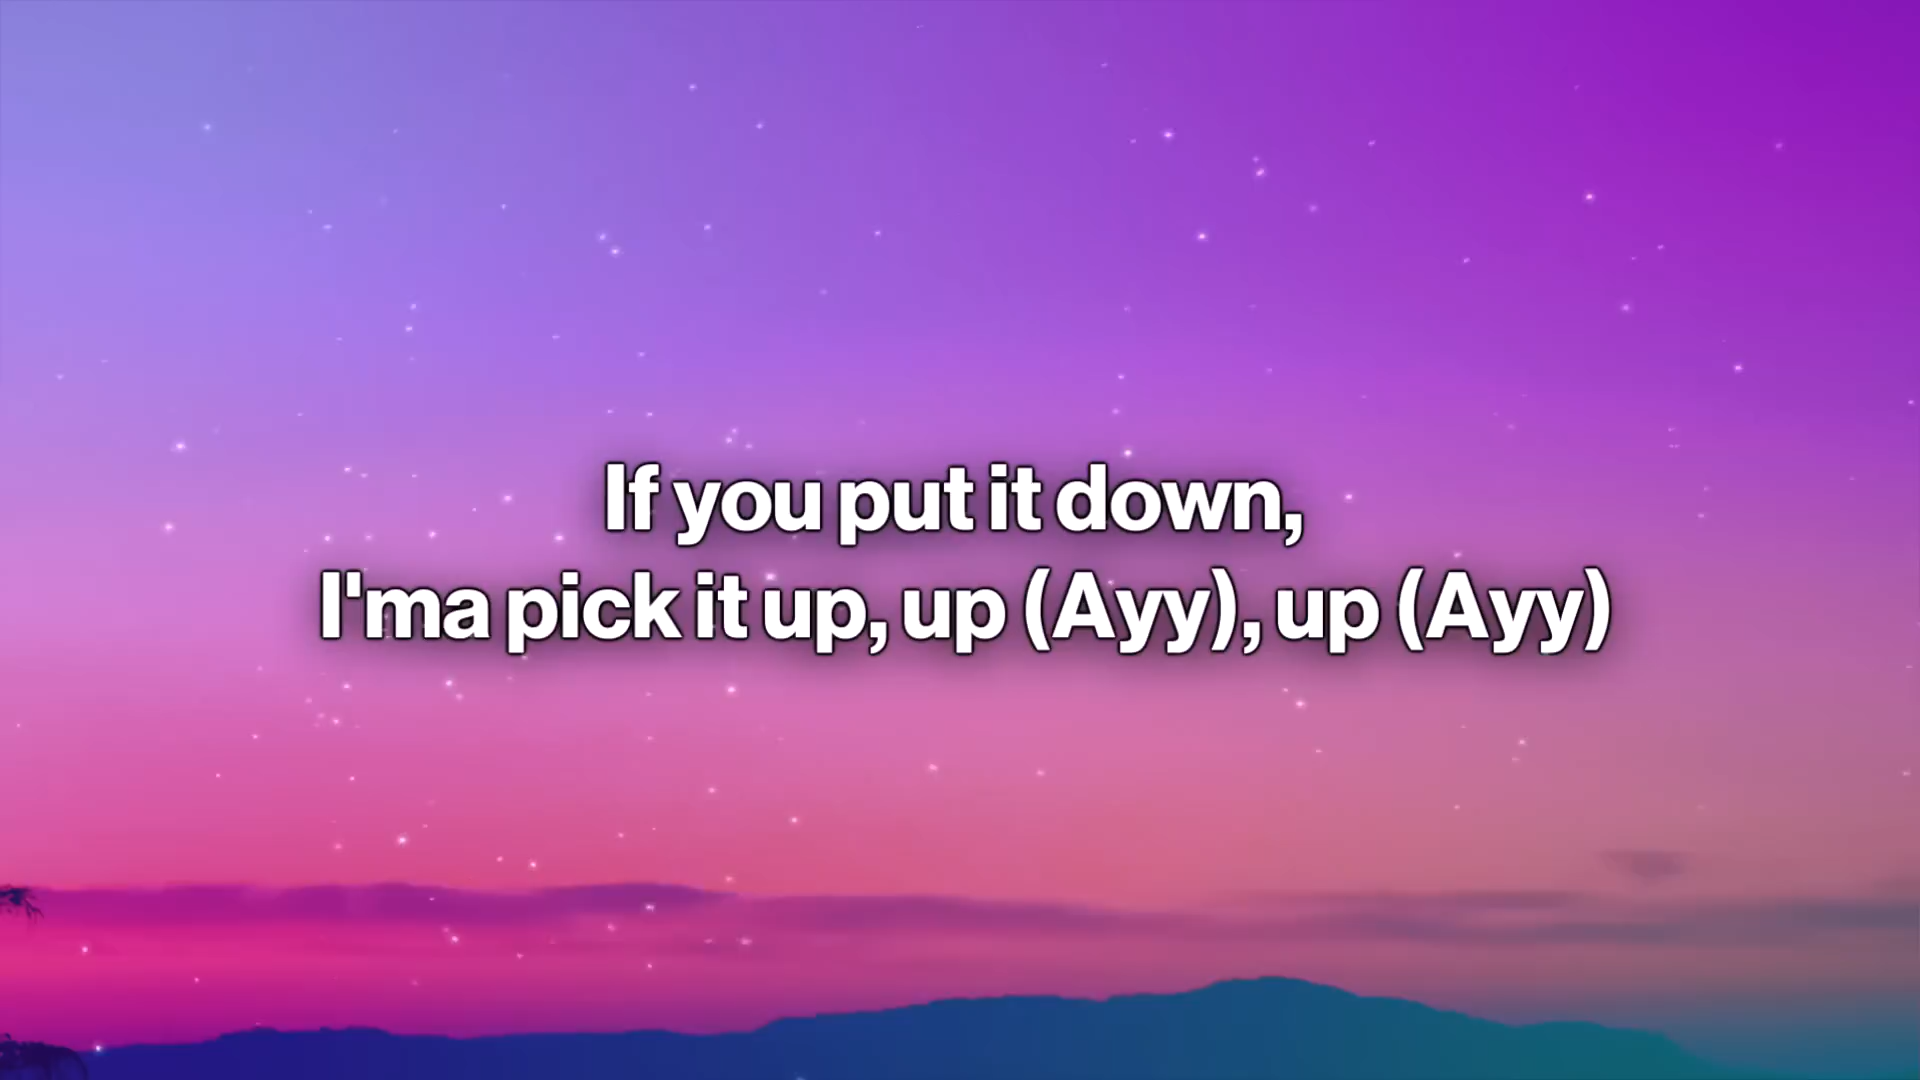 If you put it down,
I'ma pick it up, up (Ayy), up (Ayy)